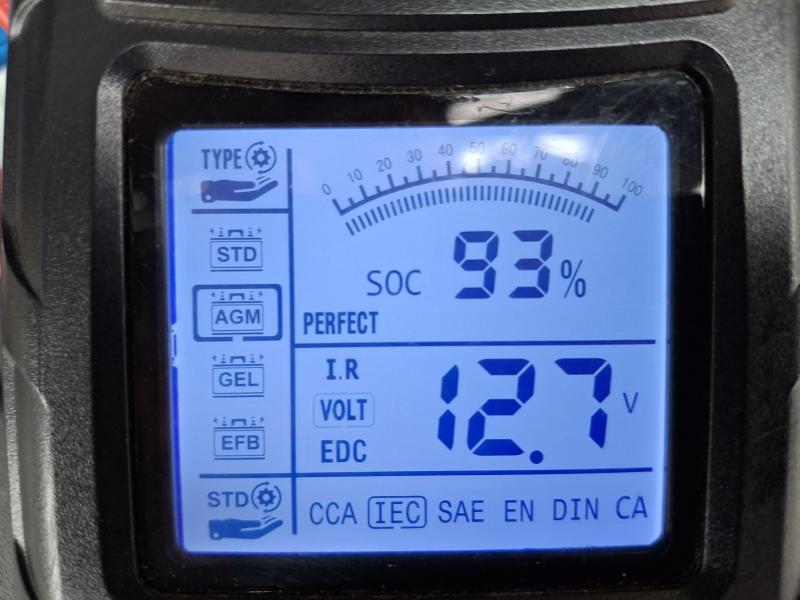 TYPE
STD
AGM
GEL
EFB
STD
0 10 20 30 40 50 60 70 80 90 100
SOC 93%
PERFECT
I.R
VOLT
EDC
12.7 V
CCA IEC SAE EN DIN CA